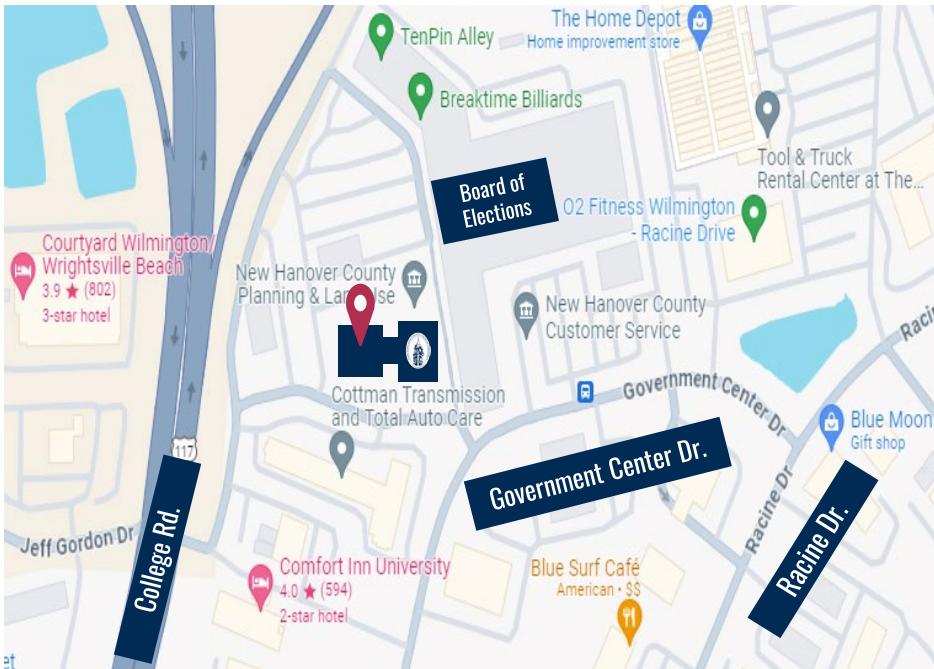 TenPin Alley
The Home Depot
Home improvement store
Breaktime Billiards
Tool & Truck
Rental Center at The...
Board of
Elections
O2 Fitness Wilmington
- Racine Drive
Courtyard Wilmington/
Wrightsville Beach
3.9 ★ (802)
3-star hotel
New Hanover County
Planning & Land Use
New Hanover County
Customer Service
Cottman Transmission
and Total Auto Care
Government Center Dr
Blue Moon
Gift shop
117
Government Center Dr.
Racine Dr
Racine Dr.
College Rd.
Jeff Gordon Dr
Comfort Inn University
4.0 ★ (594)
2-star hotel
Blue Surf Café
American • $$